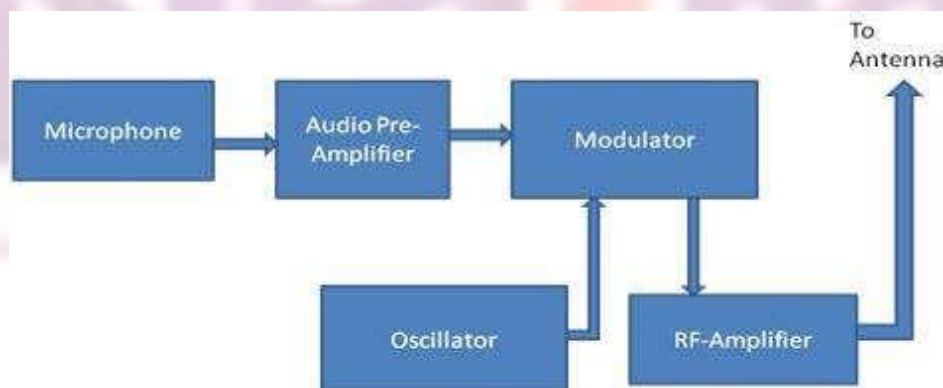 To
Antenna
Microphone
Audio Pre-
Amplifier
Modulator
Oscillator
RF-Amplifier